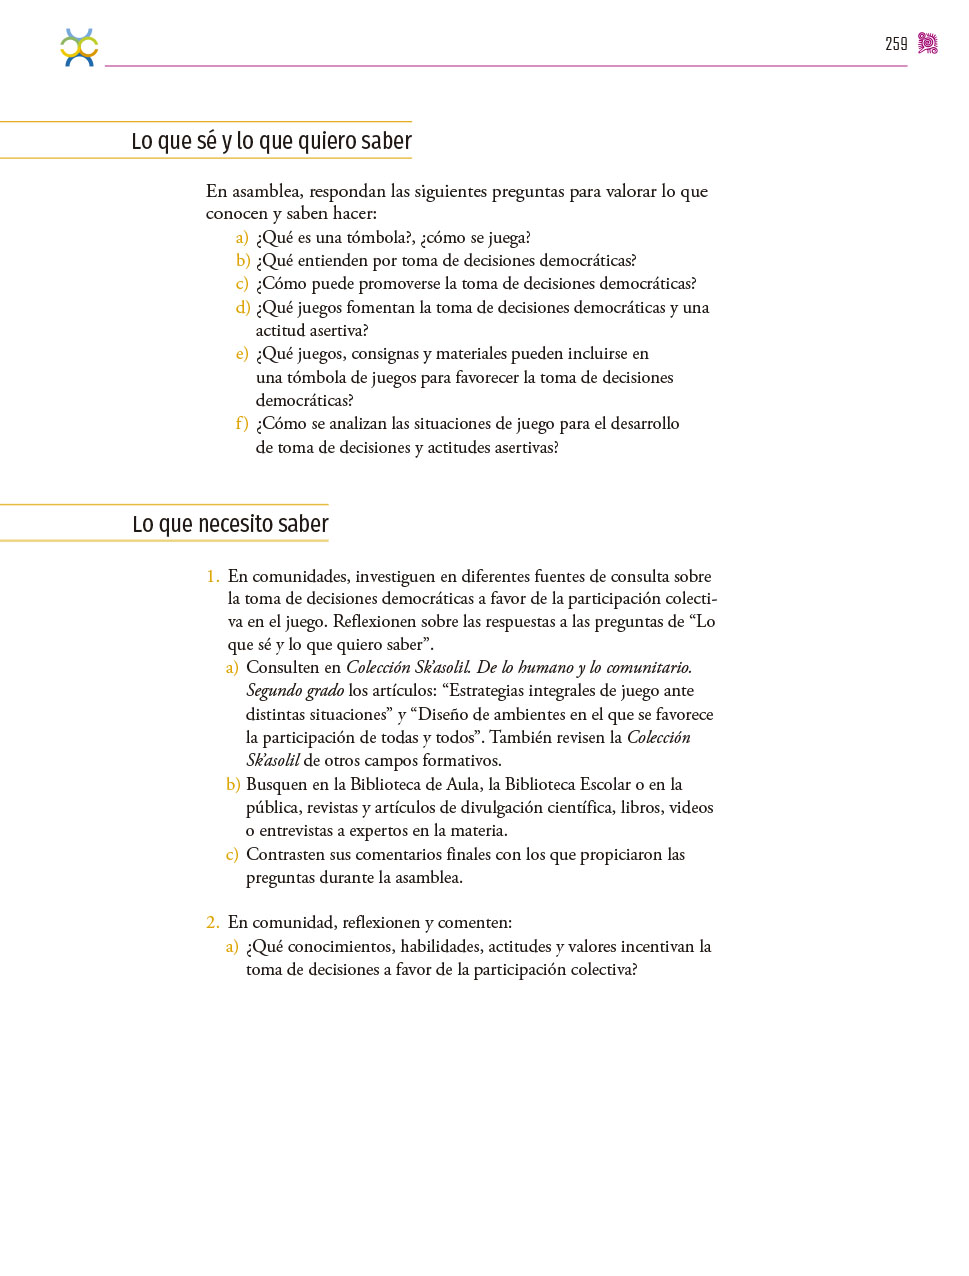 259
Lo que sé y lo que quiero saber
En asamblea, respondan las siguientes preguntas para valorar lo que
conocen y saben hacer:
a) ¿Qué es una tómbola?, ¿cómo se juega?
b) ¿Qué entienden por toma de decisiones democráticas?
c) ¿Cómo puede promoverse la toma de decisiones democráticas?
d) ¿Qué juegos fomentan la toma de decisiones democráticas y una
actitud asertiva?
e) ¿Qué juegos, consignas y materiales pueden incluirse en
una tómbola de juegos para favorecer la toma de decisiones
democráticas?
f) ¿Cómo se analizan las situaciones de juego para el desarrollo
de toma de decisiones y actitudes asertivas?
Lo que necesito saber
1. En comunidades, investiguen en diferentes fuentes de consulta sobre
la toma de decisiones democráticas a favor de la participación colecti-
va en el juego. Reflexionen sobre las respuestas a las preguntas de “Lo
que sé y lo que quiero saber”.
a) Consulten en Colección Sk’asolil. De lo humano y lo comunitario.
Segundo grado los artículos: “Estrategias integrales de juego ante
distintas situaciones” y “Diseño de ambientes en el que se favorece
la participación de todas y todos”. También revisen la Colección
Sk’asolil de otros campos formativos.
b) Busquen en la Biblioteca de Aula, la Biblioteca Escolar o en la
pública, revistas y artículos de divulgación científica, libros, videos
o entrevistas a expertos en la materia.
c) Contrasten sus comentarios finales con los que propiciaron las
preguntas durante la asamblea.
2. En comunidad, reflexionen y comenten:
a) ¿Qué conocimientos, habilidades, actitudes y valores incentivan la
toma de decisiones a favor de la participación colectiva?